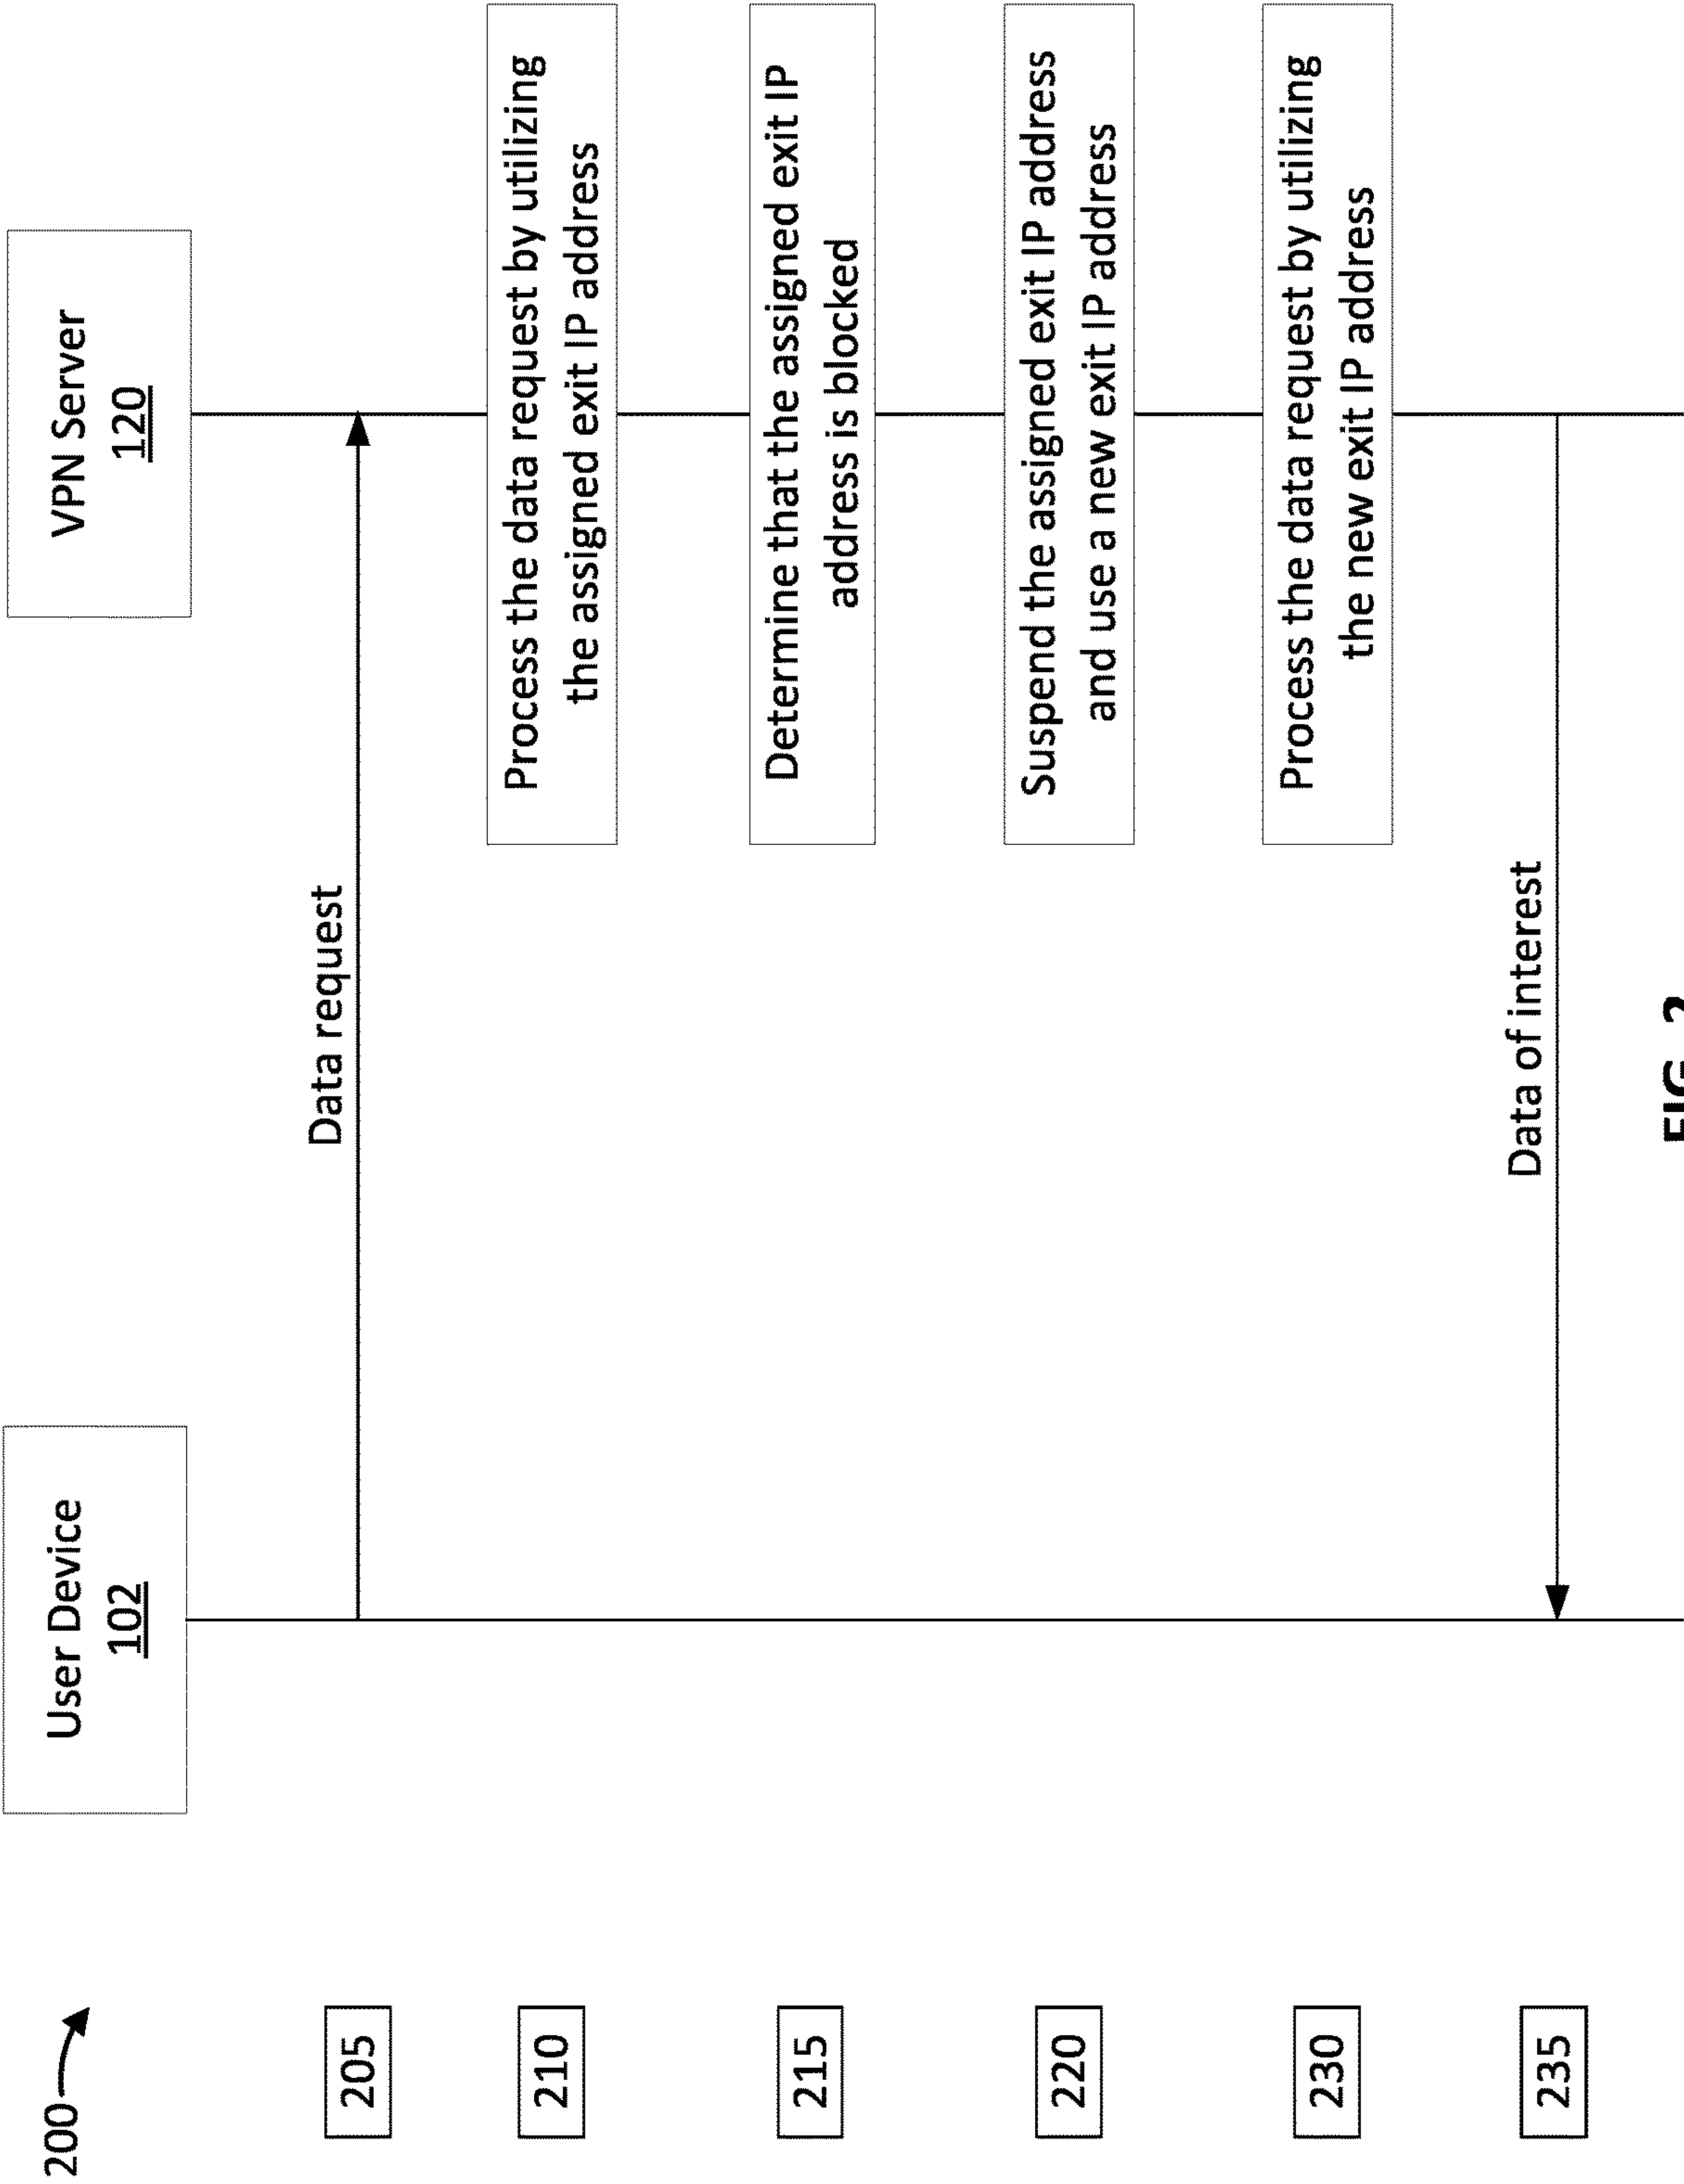 200
User Device
102
VPN Server
120
205
Data request
210
Process the data request by utilizing
the assigned exit IP address
215
Determine that the assigned exit IP
address is blocked
220
Suspend the assigned exit IP address
and use a new exit IP address
230
Process the data request by utilizing
the new exit IP address
235
Data of interest
FIG. 2